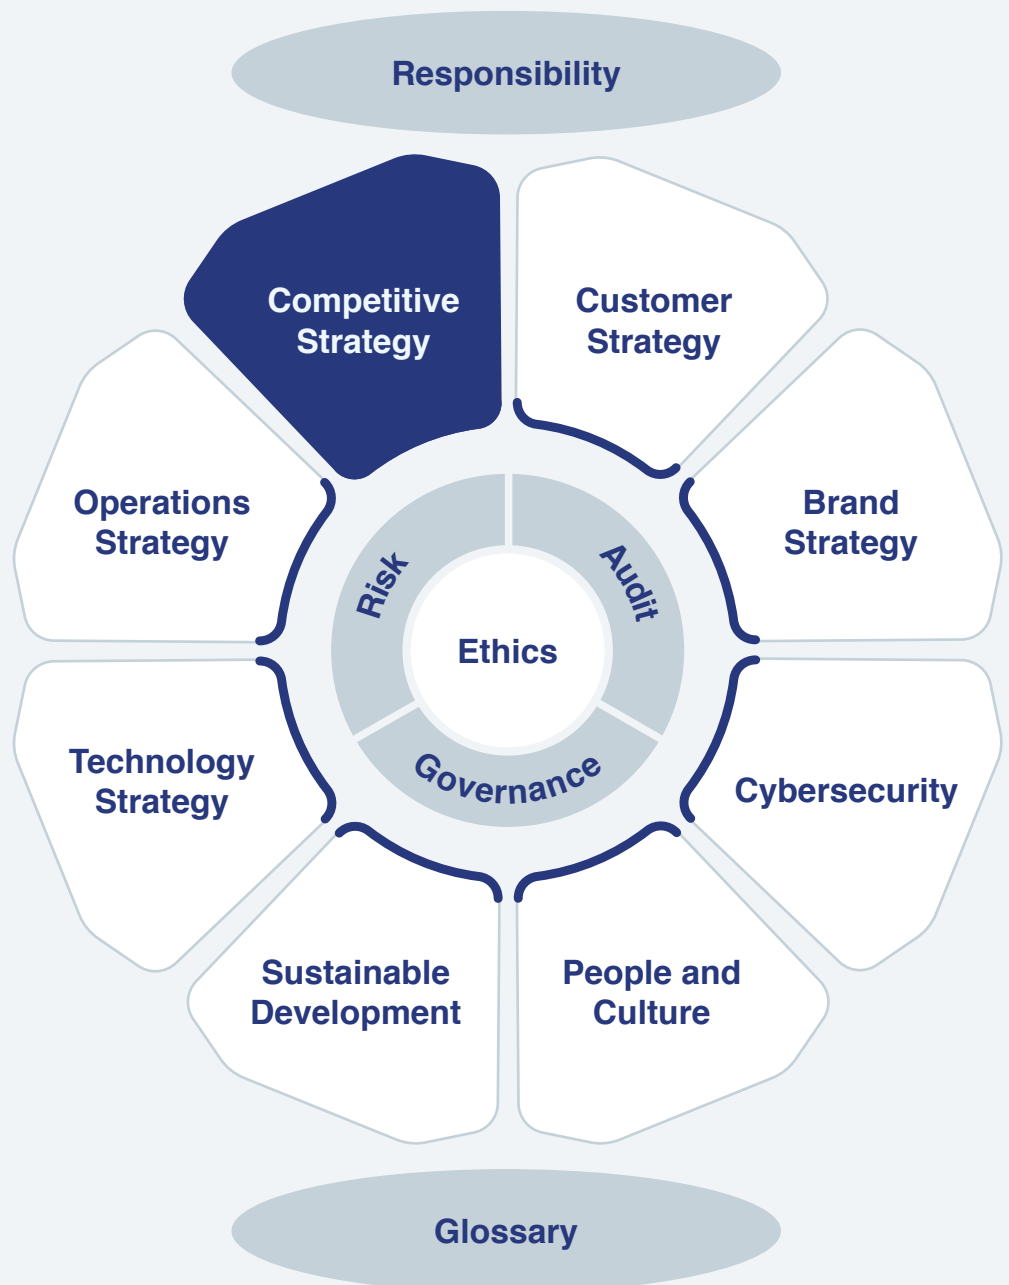 Responsibility
Competitive
Strategy
Customer
Strategy
Operations
Strategy
Brand
Strategy
Risk
Audit
Ethics
Governance
Technology
Strategy
Cybersecurity
Sustainable
Development
People and
Culture
Glossary